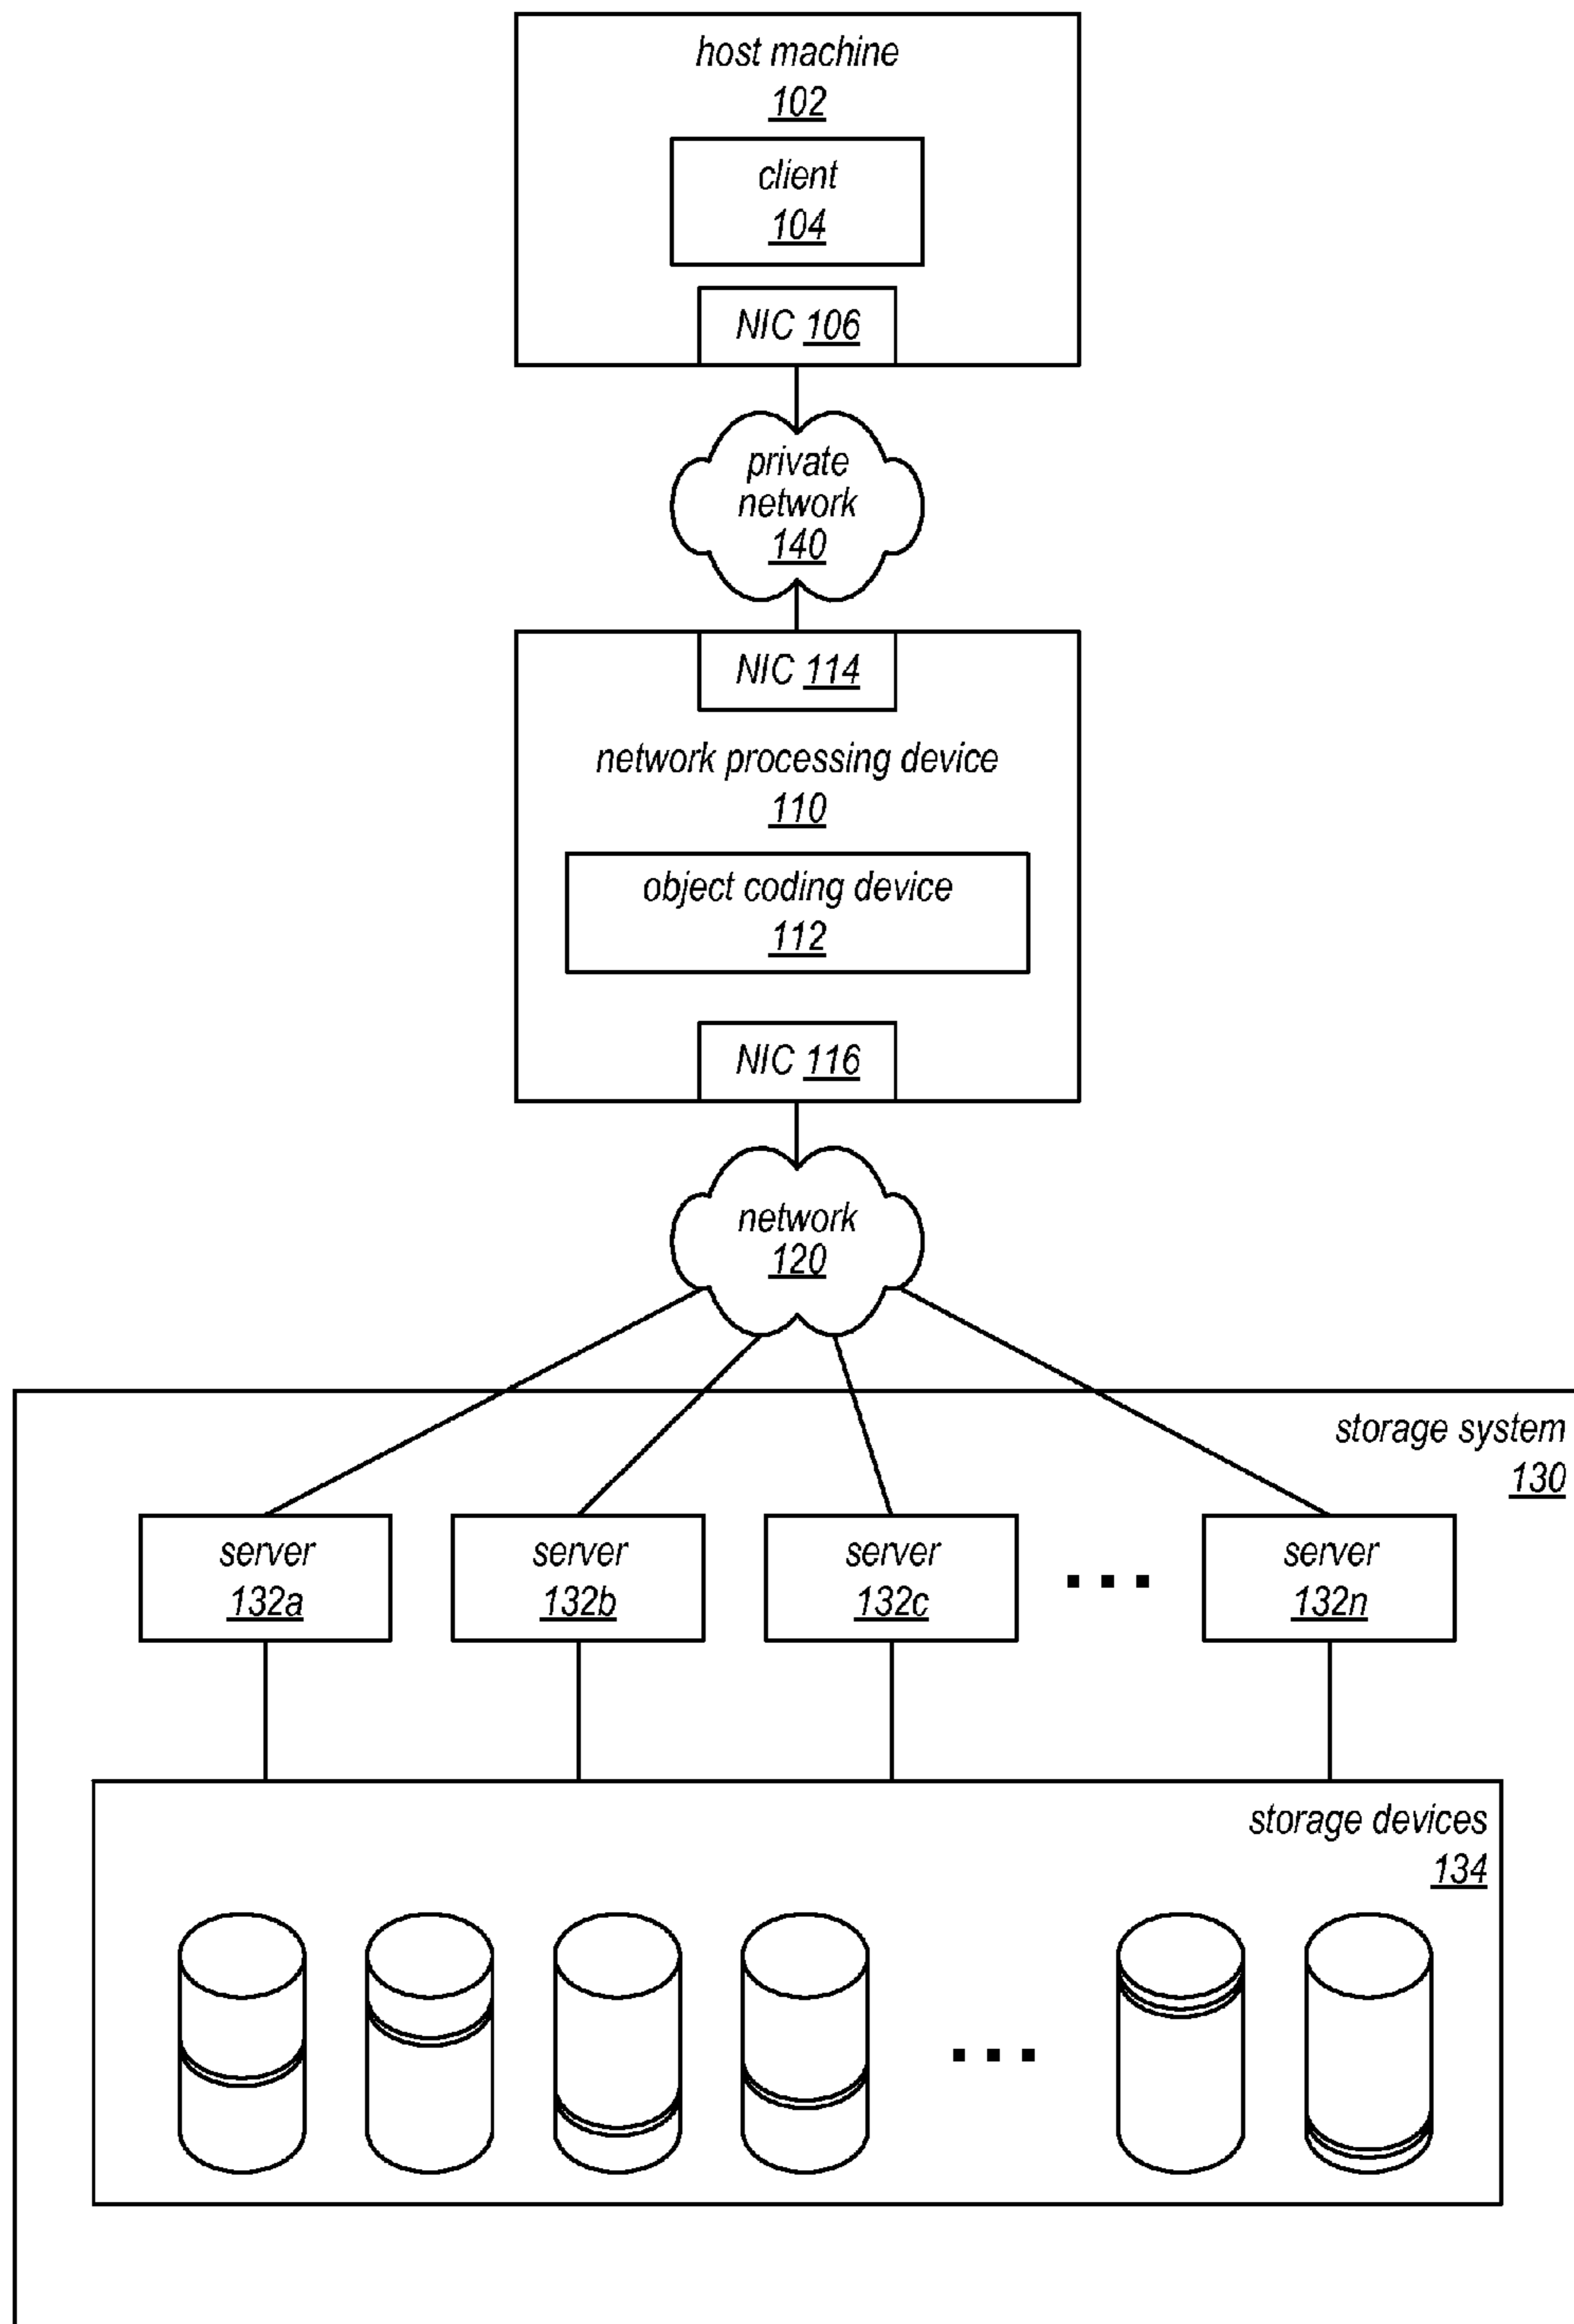 host machine
102
client
104
NIC 106
private
network
140
NIC 114
network processing device
110
object coding device
112
NIC 116
network
120
storage system
130
server
132a
server
132b
server
132c
server
132n
storage devices
134